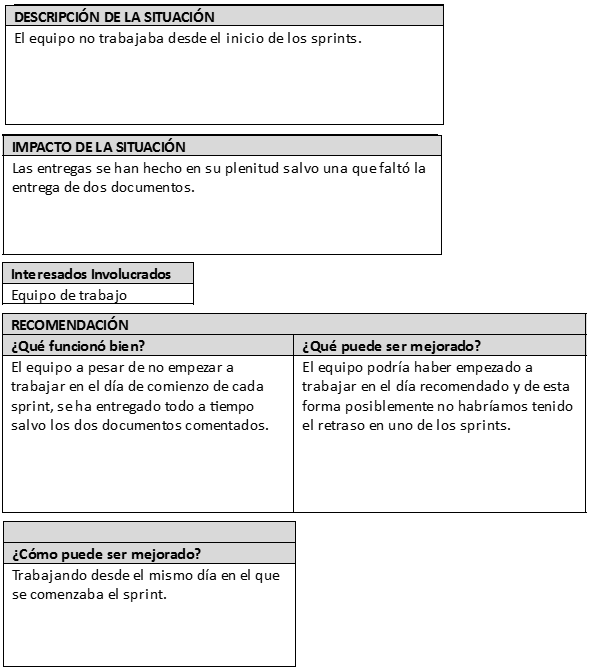 DESCRIPCIÓN DE LA SITUACIÓN
El equipo no trabajaba desde el inicio de los sprints.
IMPACTO DE LA SITUACIÓN
Las entregas se han hecho en su plenitud salvo una que faltó la
entrega de dos documentos.
Interesados Involucrados
Equipo de trabajo
RECOMENDACIÓN
¿Qué funcionó bien?
El equipo a pesar de no empezar a
trabajar en el día de comienzo de cada
sprint, se ha entregado todo a tiempo
salvo los dos documentos comentados.
¿Qué puede ser mejorado?
El equipo podría haber empezado a
trabajar en el día recomendado y de esta
forma posiblemente no habríamos tenido
el retraso en uno de los sprints.
¿Cómo puede ser mejorado?
Trabajando desde el mismo día en el que
se comenzaba el sprint.